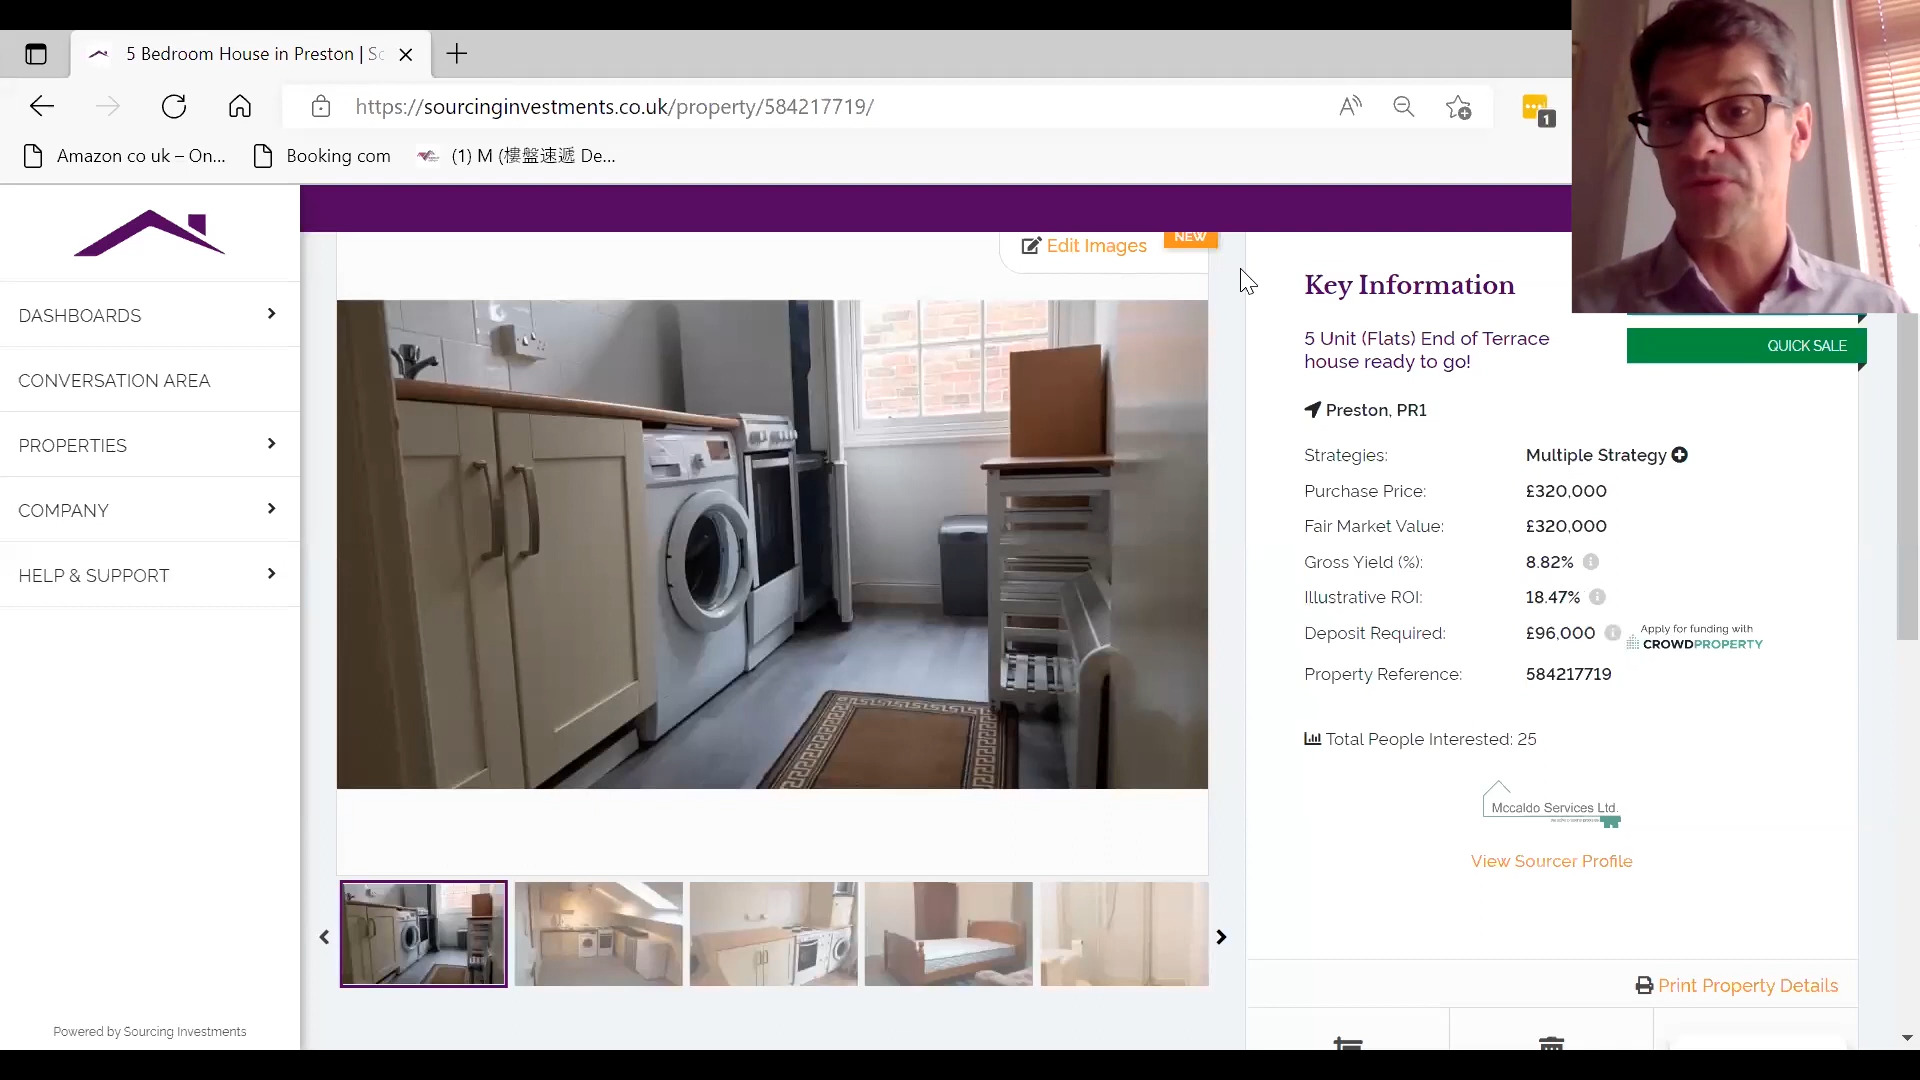 5 Bedroom House in Preston | Sc
https://sourcinginvestments.co.uk/property/584217719/
1
Amazon co uk – On...
Booking com
(1) M (樓盤速遞 De...
DASHBOARDS
CONVERSATION AREA
PROPERTIES
COMPANY
HELP & SUPPORT
Powered by Sourcing Investments
Edit Images
NEW
Key Information
5 Unit (Flats) End of Terrace
house ready to go!
QUICK SALE
Preston, PR1
Strategies: Multiple Strategy
Purchase Price: £320,000
Fair Market Value: £320,000
Gross Yield (%): 8.82%
Illustrative ROI: 18.47%
Deposit Required: £96,000
Apply for funding with
CROWDPROPERTY
Property Reference: 584217719
Total People Interested: 25
Mccaldo Services Ltd.
View Sourcer Profile
Print Property Details